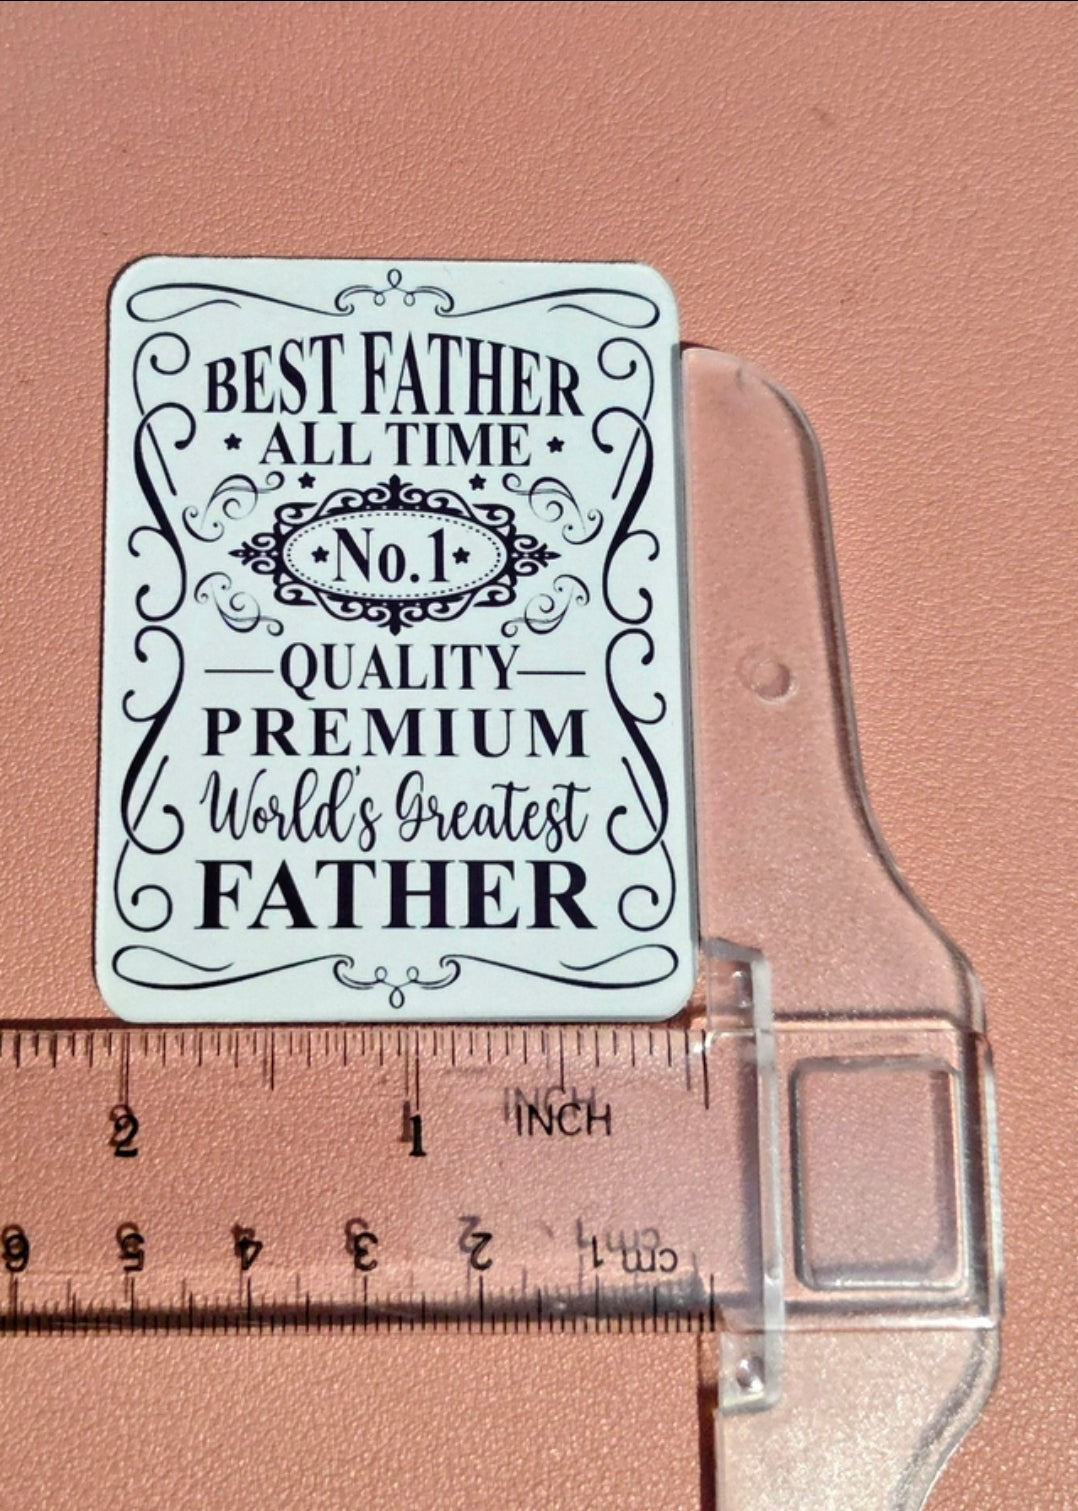 BEST FATHER
ALL TIME
No.1
QUALITY
PREMIUM
World's Greatest
FATHER
2 1 INCH
6 5 4 3 2 1 cm